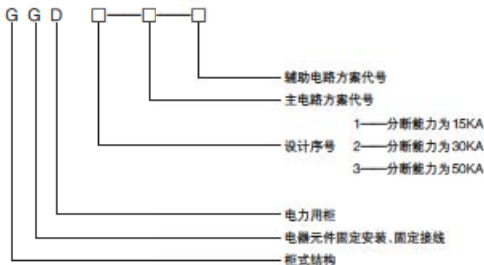 G G D □—□—□
辅助电路方案代号
主电路方案代号
1——分断能力为15KA
设计序号 2——分断能力为30KA
3——分断能力为50KA
电力用柜
电器元件固定安装、固定接线
柜式结构